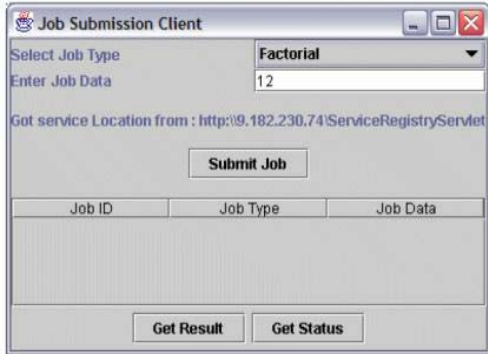 Job Submission Client
Select Job Type Factorial
Enter Job Data 12
Got service Location from : http:\\9.182.230.74\ServiceRegistryServlet
Submit Job
Job ID Job Type Job Data
Get Result Get Status